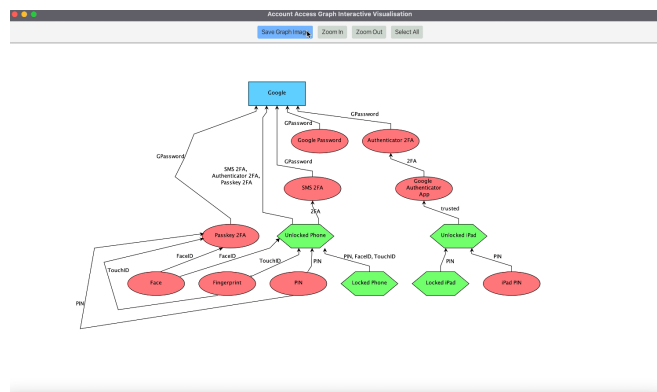 Account Access Graph Interactive Visualisation
Save Graph Image Zoom In Zoom Out Select All
Google
GPassword
GPassword
Google Password
Authenticator 2FA
GPassword
GPassword
2FA
SMS 2FA,
Authenticator 2FA,
Passkey 2FA
SMS 2FA
Google
Authenticator
App
2FA
trusted
Passkey 2FA
Unlocked Phone
Unlocked iPad
FaceID
FaceID
TouchID
PIN
PIN, FaceID, TouchID
PIN
PIN
TouchID
Face
Fingerprint
PIN
Locked Phone
Locked iPad
iPad PIN
PIN